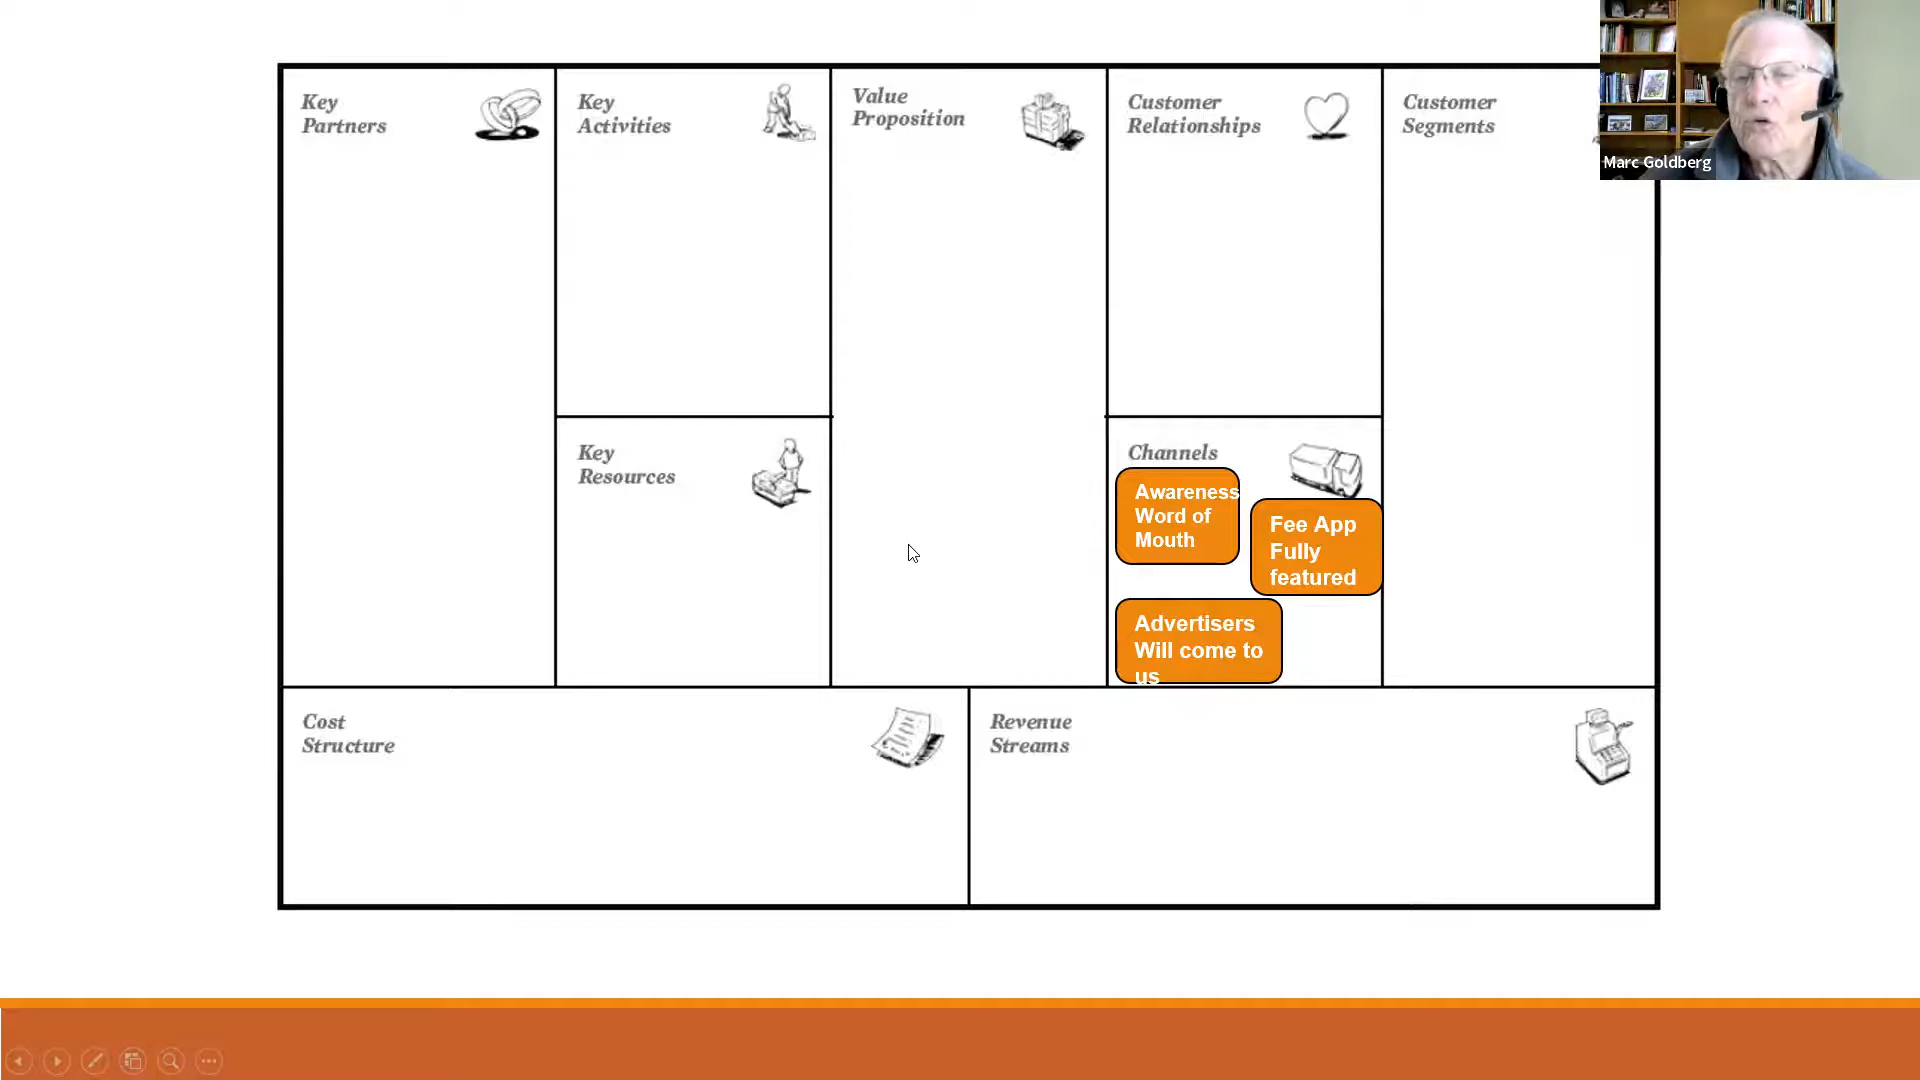 Key
Partners
Key
Activities
Value
Proposition
Customer
Relationships
Customer
Segments
Marc Goldberg
Key
Resources
Channels
Awareness
Word of
Mouth
Fee App
Fully
featured
Advertisers
Will come to
us
Cost
Structure
Revenue
Streams